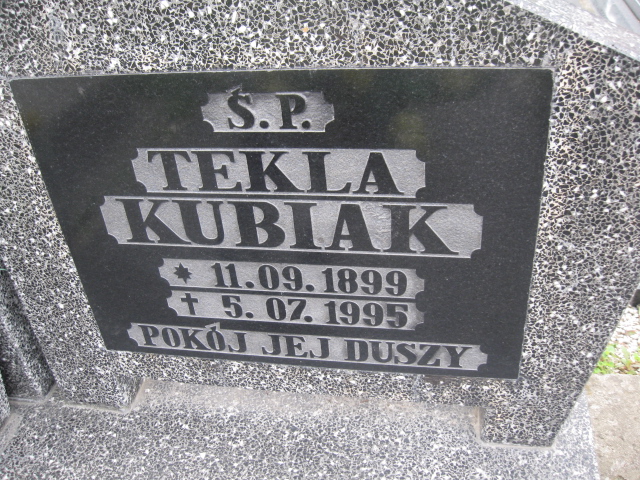 Ś.P.
TEKLA
KUBIAK
* 11.09.1899
† 5.07.1995
POKÓJ JEJ DUSZY